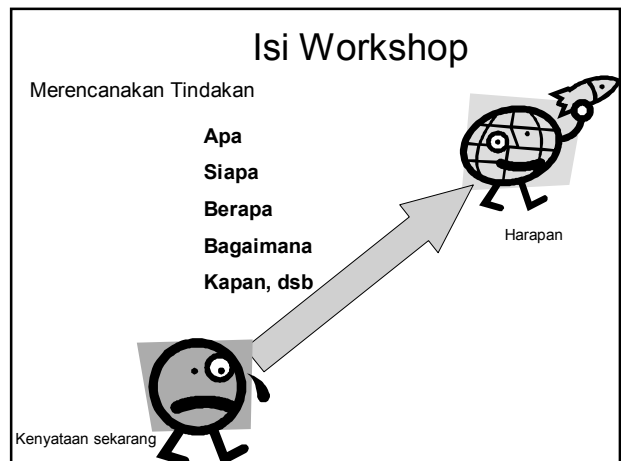 Isi Workshop
Merencanakan Tindakan
Apa
Siapa
Berapa
Bagaimana
Kapan, dsb
Harapan
Kenyataan sekarang